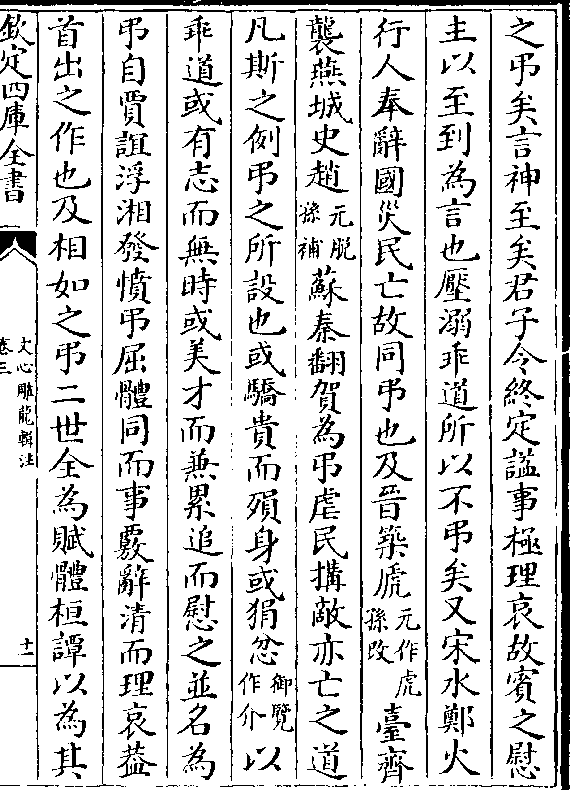 之弔矣言神至矣君子令終定諡事極理哀故賓之慰
主以至到為言也壓溺乖道所以不弔矣又宋水鄭火
行人奉辭國災民亡故同弔也及晉築虒元作虎孫改臺齊
襲燕城史趙元脱孫補蘇秦翻賀為弔虐民搆敵亦亡之道
凡斯之例弔之所設也或驕貴而殞身或狷忿御覽作介以
乖道或有志而無時或美才而兼累追而慰之並名為
弔自賈誼浮湘發憤弔屈體同而事覈辭清而理哀葢
首出之作也及相如之弔二世全為賦體桓譚以為其
欽定四庫全書
文心雕龍輯注
卷三
十一